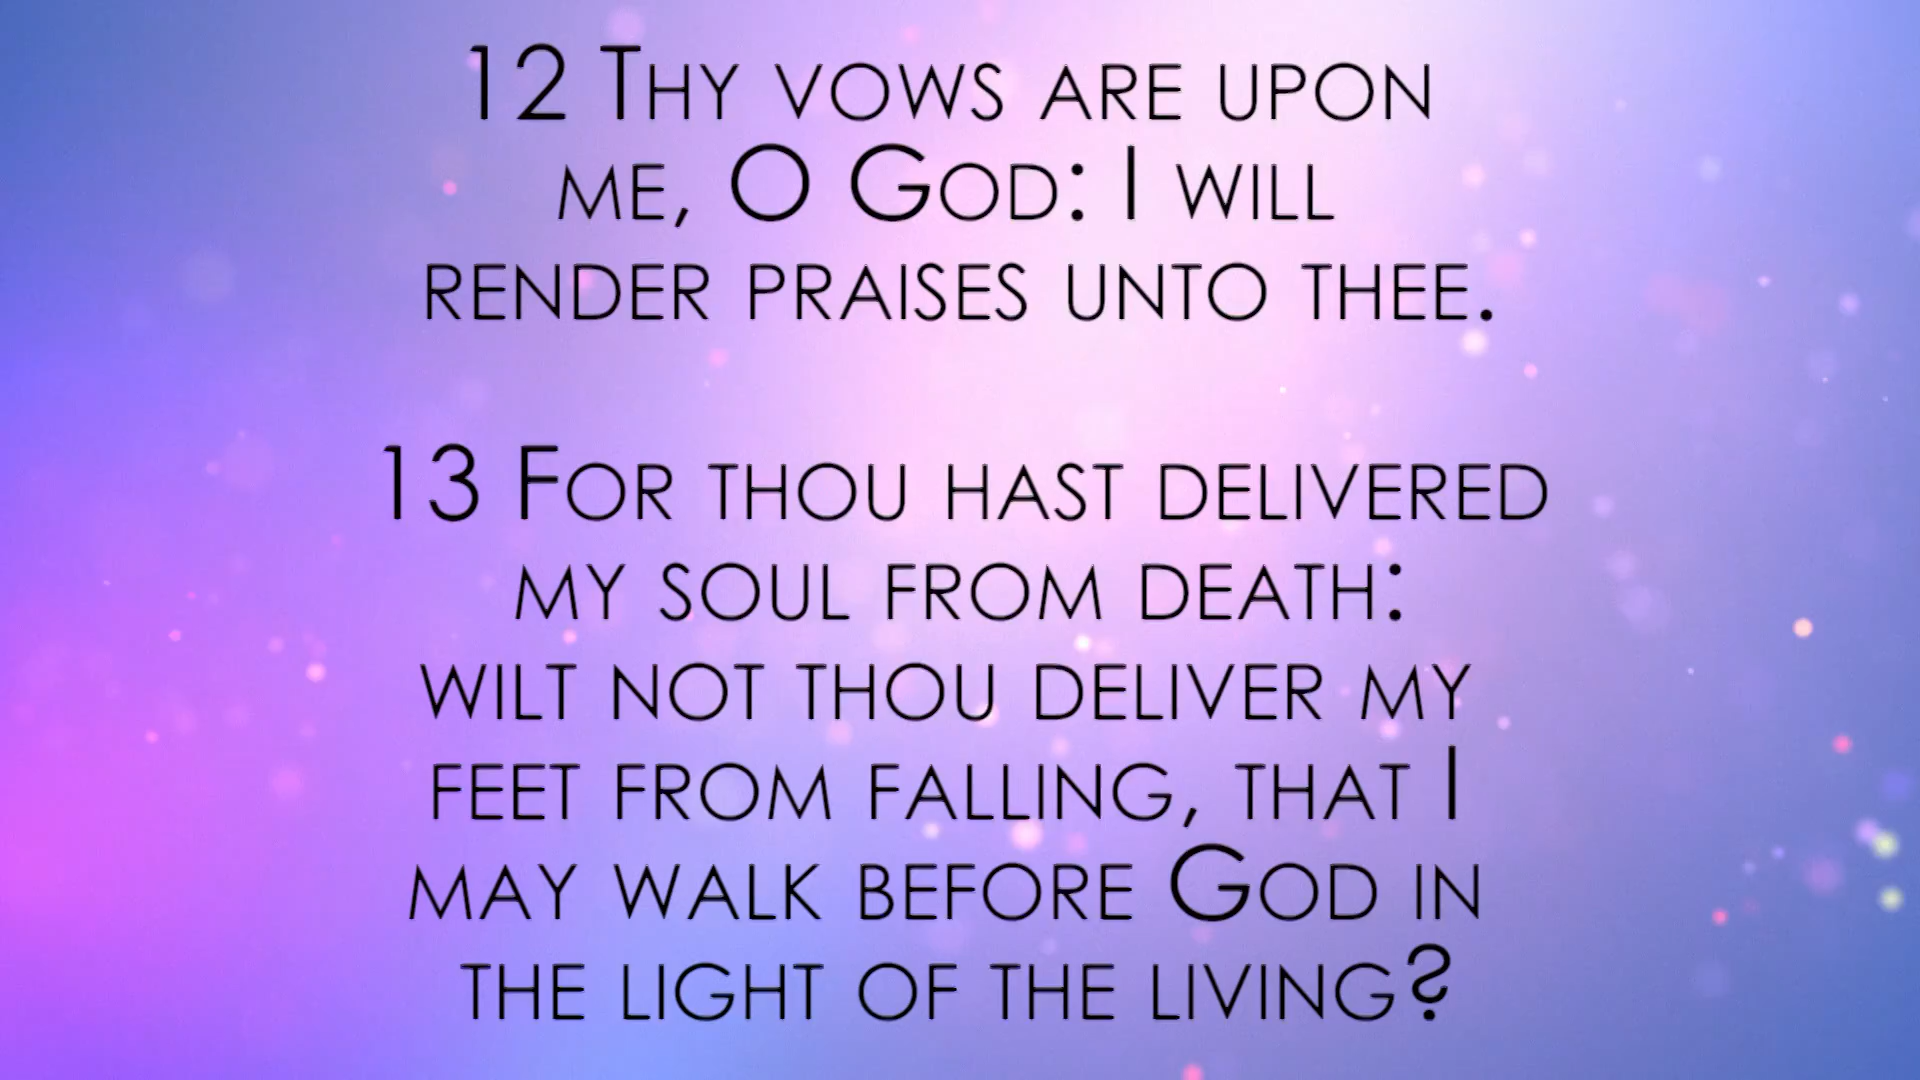 12 Thy vows are upon
me, O God: I will
render praises unto thee.
13 For thou hast delivered
my soul from death:
wilt not thou deliver my
feet from falling, that I
may walk before God in
the light of the living?